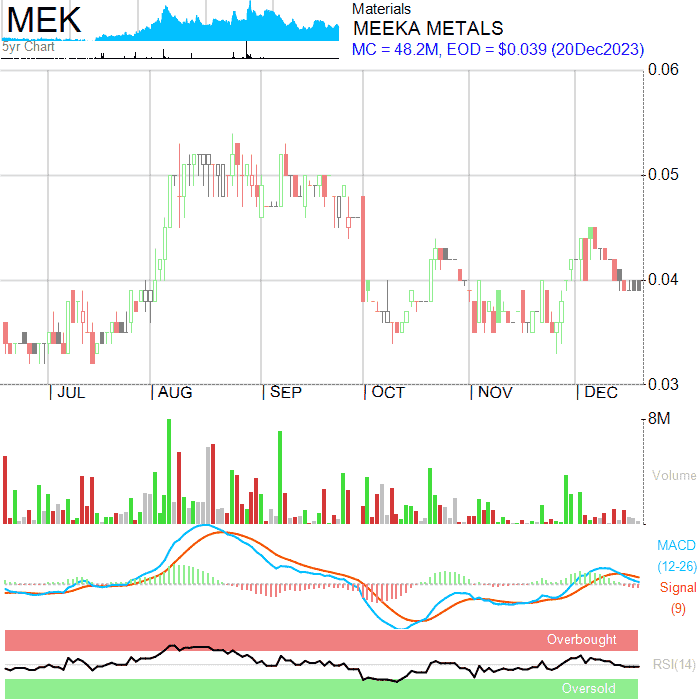 MEK
5yr Chart
Materials
MEEKA METALS
MC = 48.2M, EOD = $0.039 (20Dec2023)
0.06
0.05
0.04
0.03
JUL AUG SEP OCT NOV DEC
8M
Volume
MACD
(12-26)
Signal
(9)
Overbought
RSI(14)
Oversold